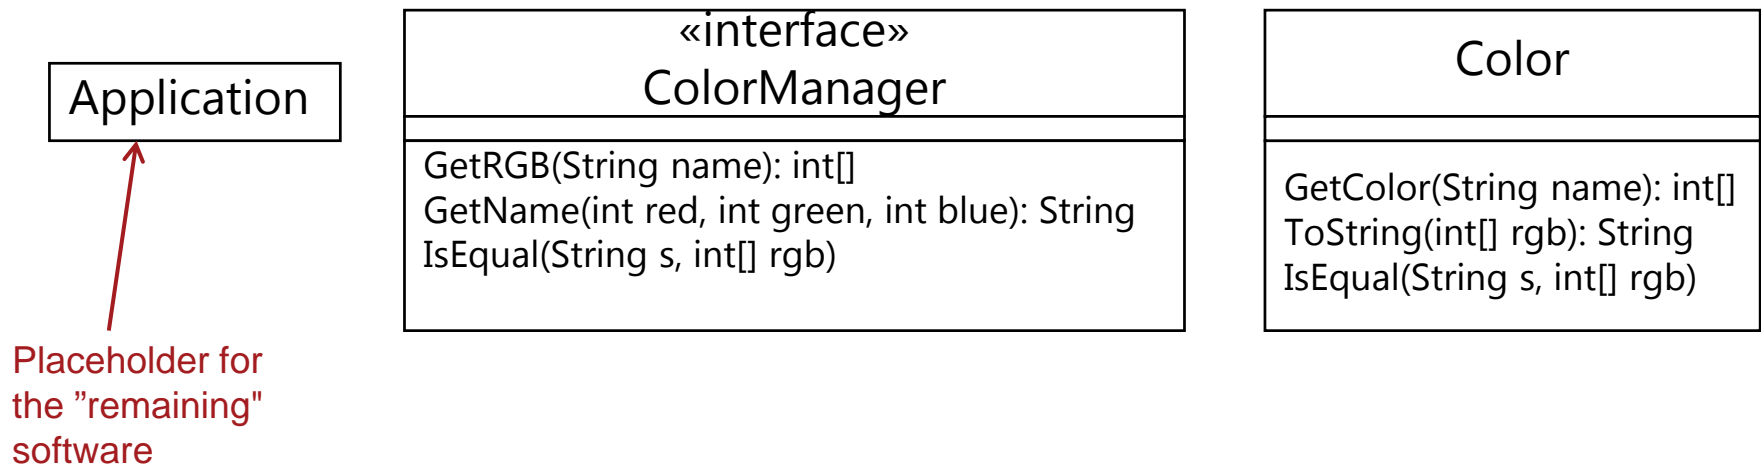 Application
«interface»
ColorManager
GetRGB(String name): int[]
GetName(int red, int green, int blue): String
IsEqual(String s, int[] rgb)
Color
GetColor(String name): int[]
ToString(int[] rgb): String
IsEqual(String s, int[] rgb)
Placeholder for
the ”remaining"
software